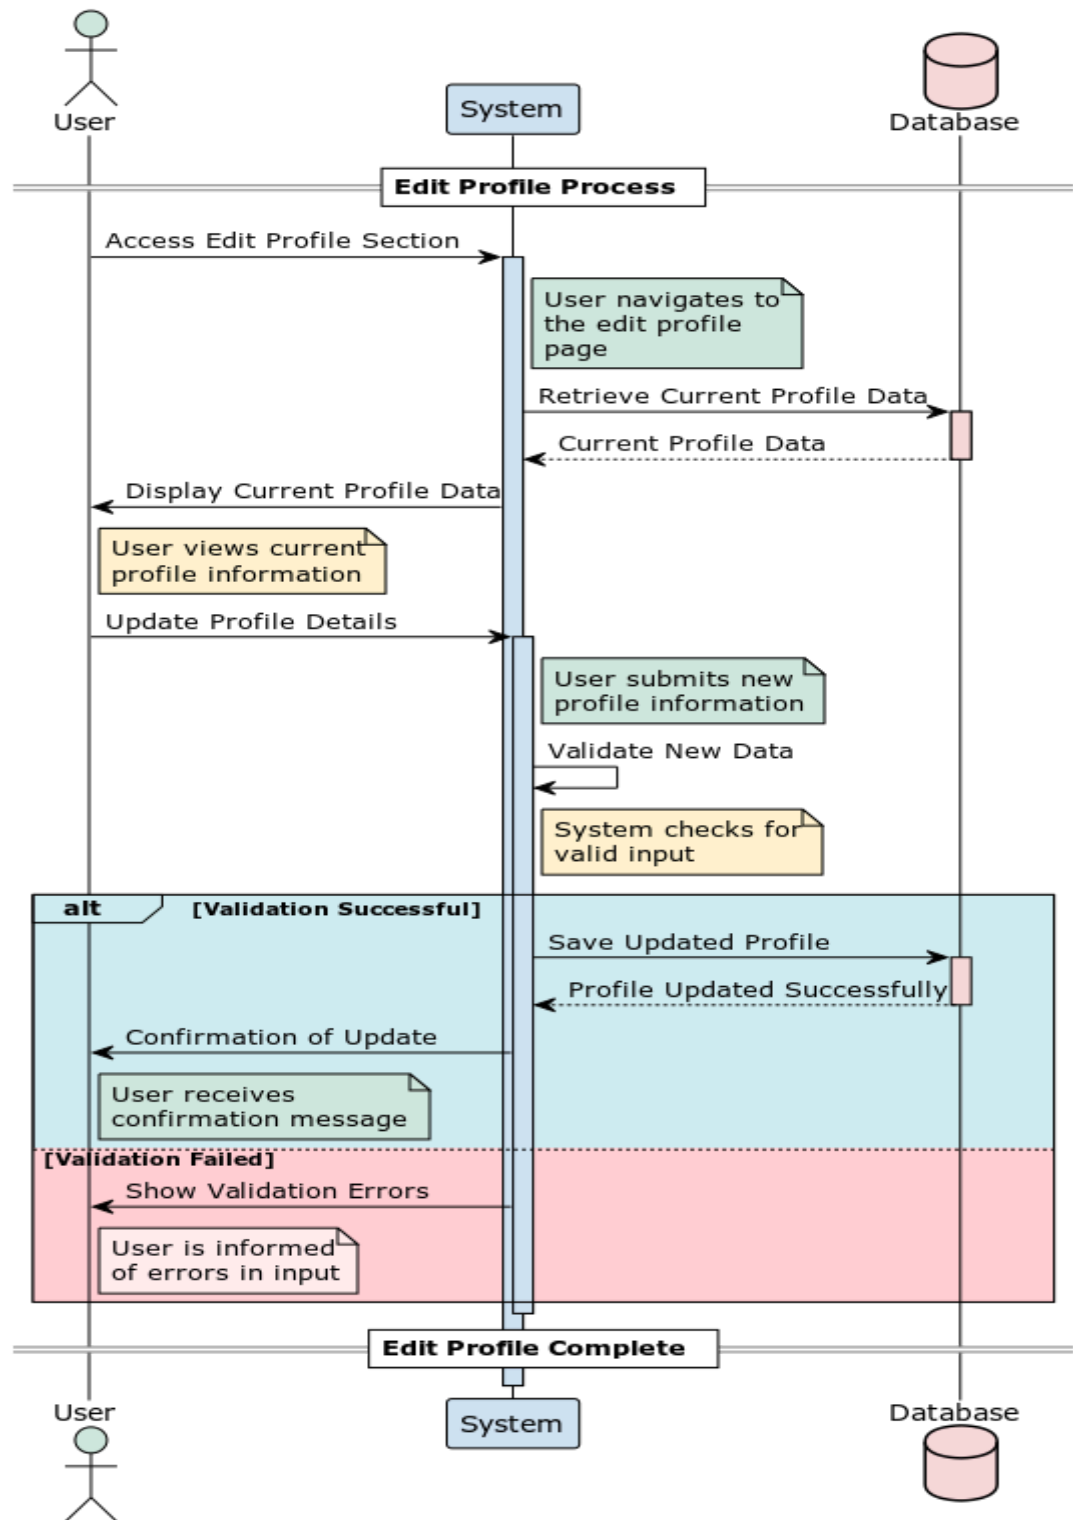 User
System
Database
Edit Profile Process
Access Edit Profile Section
User navigates to
the edit profile
page
Retrieve Current Profile Data
Current Profile Data
Display Current Profile Data
User views current
profile information
Update Profile Details
User submits new
profile information
Validate New Data
System checks for
valid input
alt
[Validation Successful]
Save Updated Profile
Profile Updated Successfully
Confirmation of Update
User receives
confirmation message
[Validation Failed]
Show Validation Errors
User is informed
of errors in input
Edit Profile Complete
User
System
Database